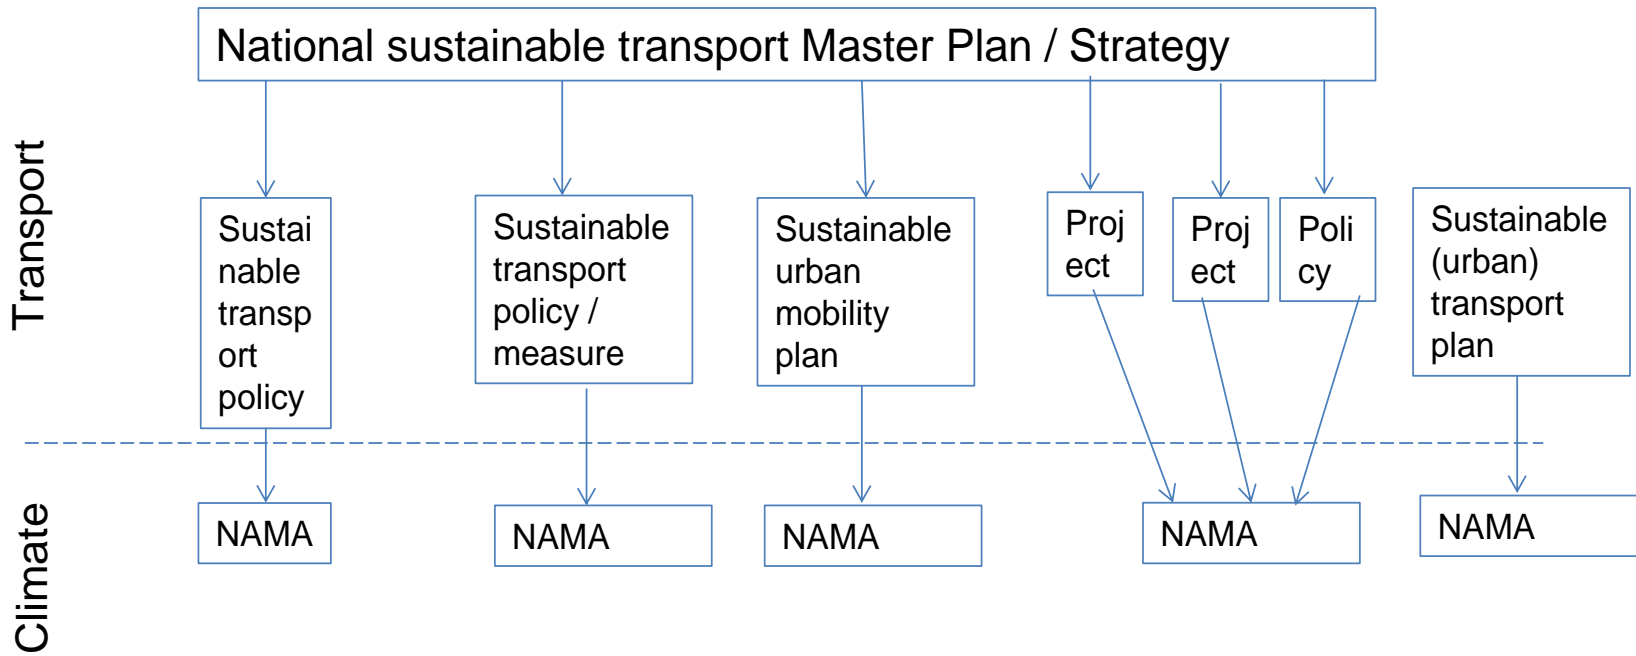 National sustainable transport Master Plan / Strategy
Transport
Sustai
nable
transp
ort
policy
Sustainable
transport
policy /
measure
Sustainable
urban
mobility
plan
Proj
ect
Proj
ect
Poli
cy
Sustainable
(urban)
transport
plan
Climate
NAMA
NAMA
NAMA
NAMA
NAMA